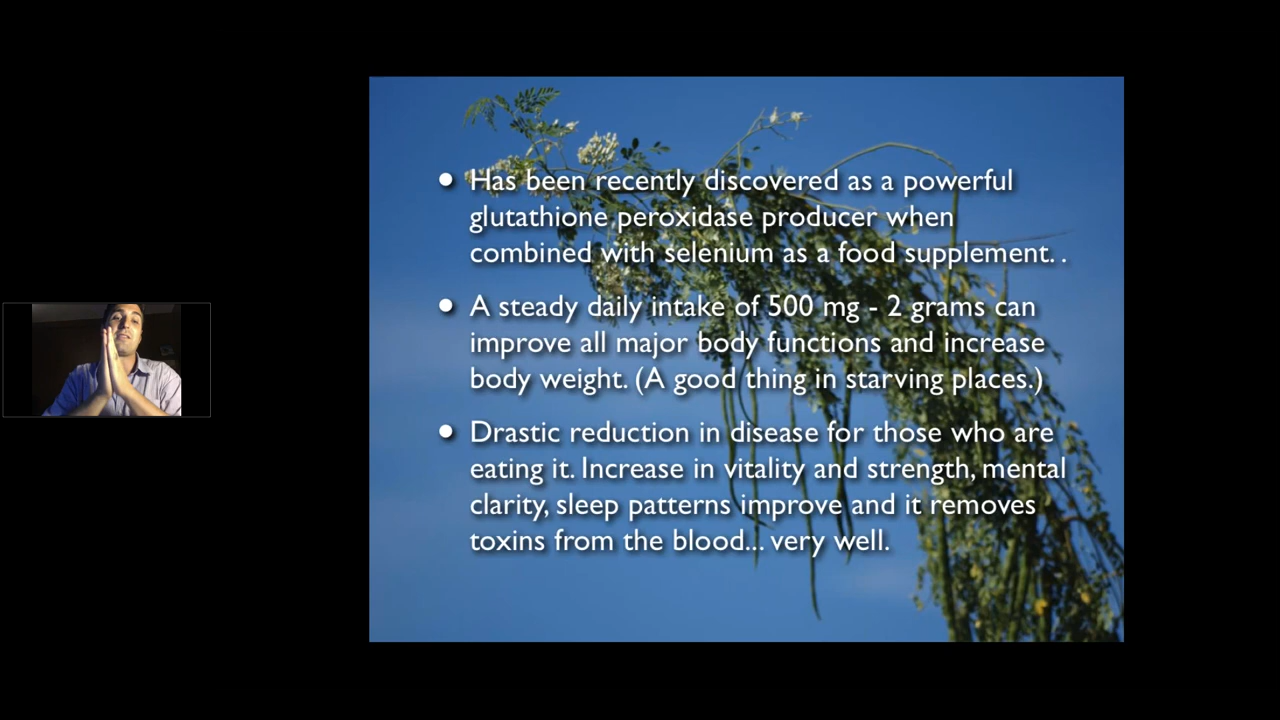 • Has been recently discovered as a powerful
glutathione peroxidase producer when
combined with selenium as a food supplement. .
• A steady daily intake of 500 mg - 2 grams can
improve all major body functions and increase
body weight. (A good thing in starving places.)
• Drastic reduction in disease for those who are
eating it. Increase in vitality and strength, mental
clarity, sleep patterns improve and it removes
toxins from the blood... very well.